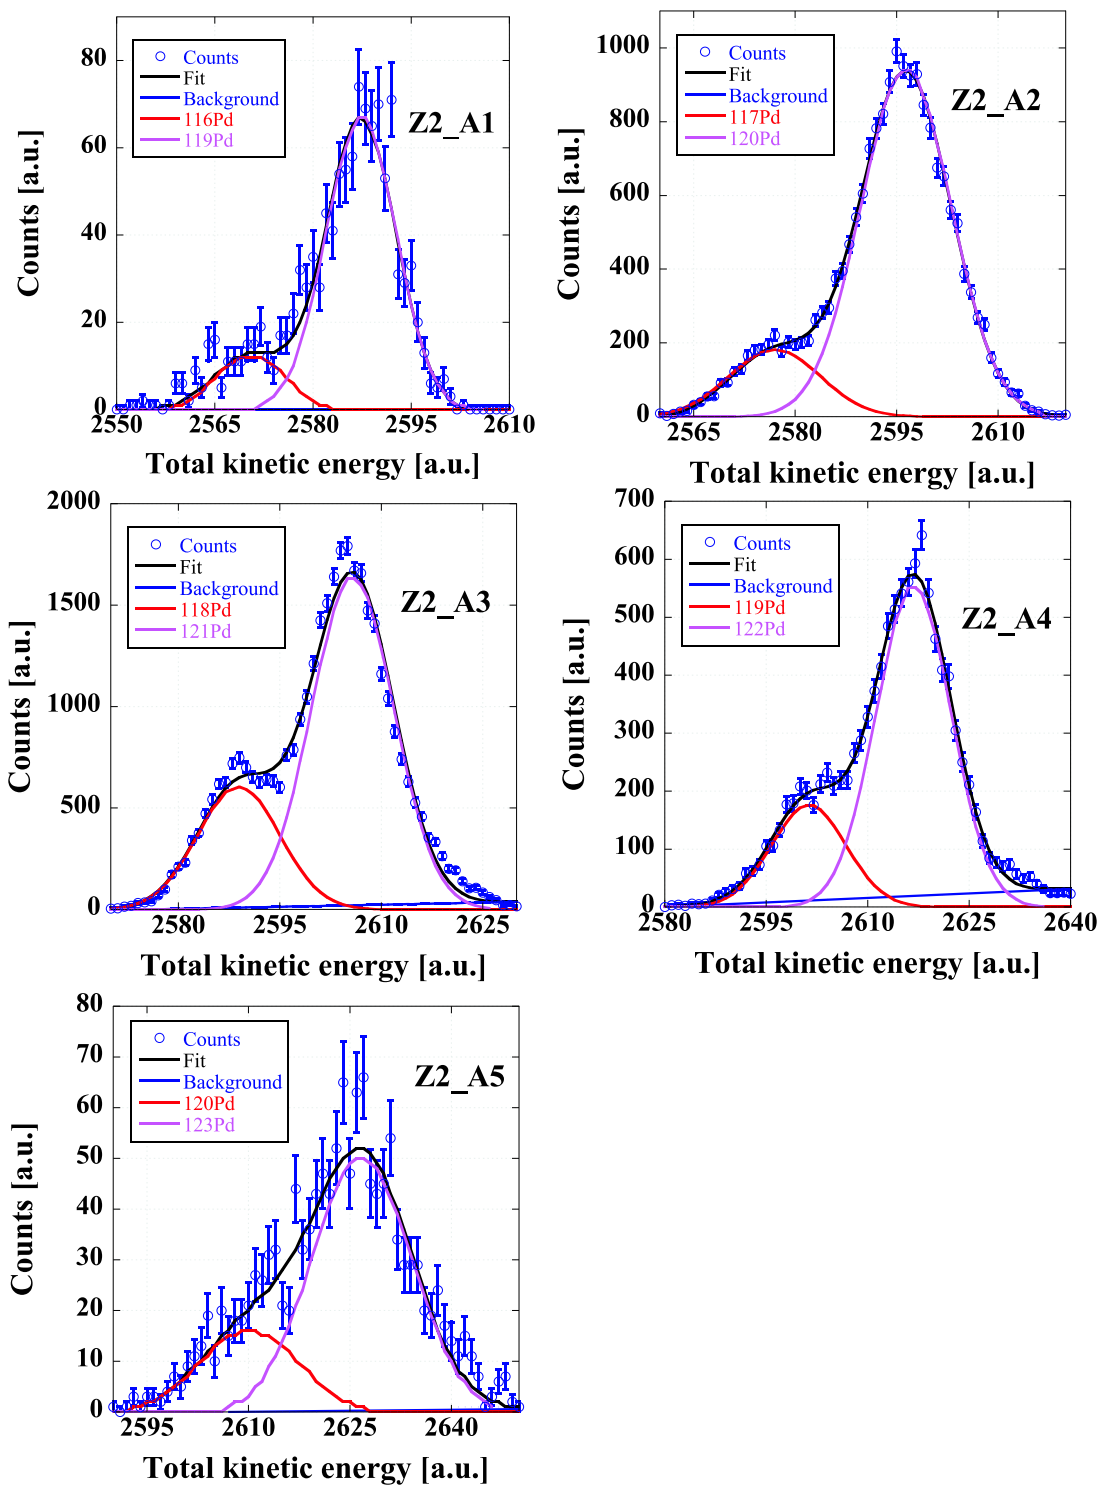 80
60
40
20
0
Counts [a.u.]
Counts
Fit
Background
116Pd
119Pd
Z2_A1
2550
2565
2580
2595
2610
Total kinetic energy [a.u.]
1000
800
600
400
200
0
Counts [a.u.]
Counts
Fit
Background
117Pd
120Pd
Z2_A2
2565
2580
2595
2610
Total kinetic energy [a.u.]
2000
1500
1000
500
0
Counts [a.u.]
Counts
Fit
Background
118Pd
121Pd
Z2_A3
2580
2595
2610
2625
Total kinetic energy [a.u.]
700
600
500
400
300
200
100
0
Counts [a.u.]
Counts
Fit
Background
119Pd
122Pd
Z2_A4
2580
2595
2610
2625
2640
Total kinetic energy [a.u.]
80
70
60
50
40
30
20
10
0
Counts [a.u.]
Counts
Fit
Background
120Pd
123Pd
Z2_A5
2595
2610
2625
2640
Total kinetic energy [a.u.]